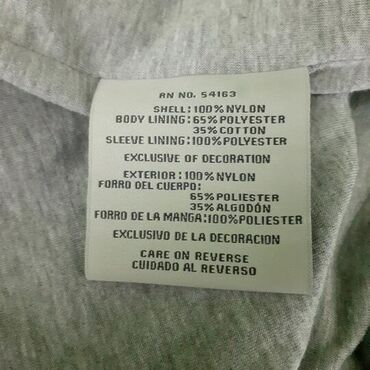 RN NO. 54163
SHELL: 100% NYLON
BODY LINING: 65% POLYESTER
35% COTTON
SLEEVE LINING: 100% POLYESTER
EXCLUSIVE OF DECORATION
EXTERIOR: 100% NYLON
FORRO DEL CUERPO:
65% POLIESTER
35% ALGODÓN
FORRO DE LA MANGA: 100% POLIESTER
EXCLUSIVO DE LA DECORACION
CARE ON REVERSE
CUIDADO AL REVERSO